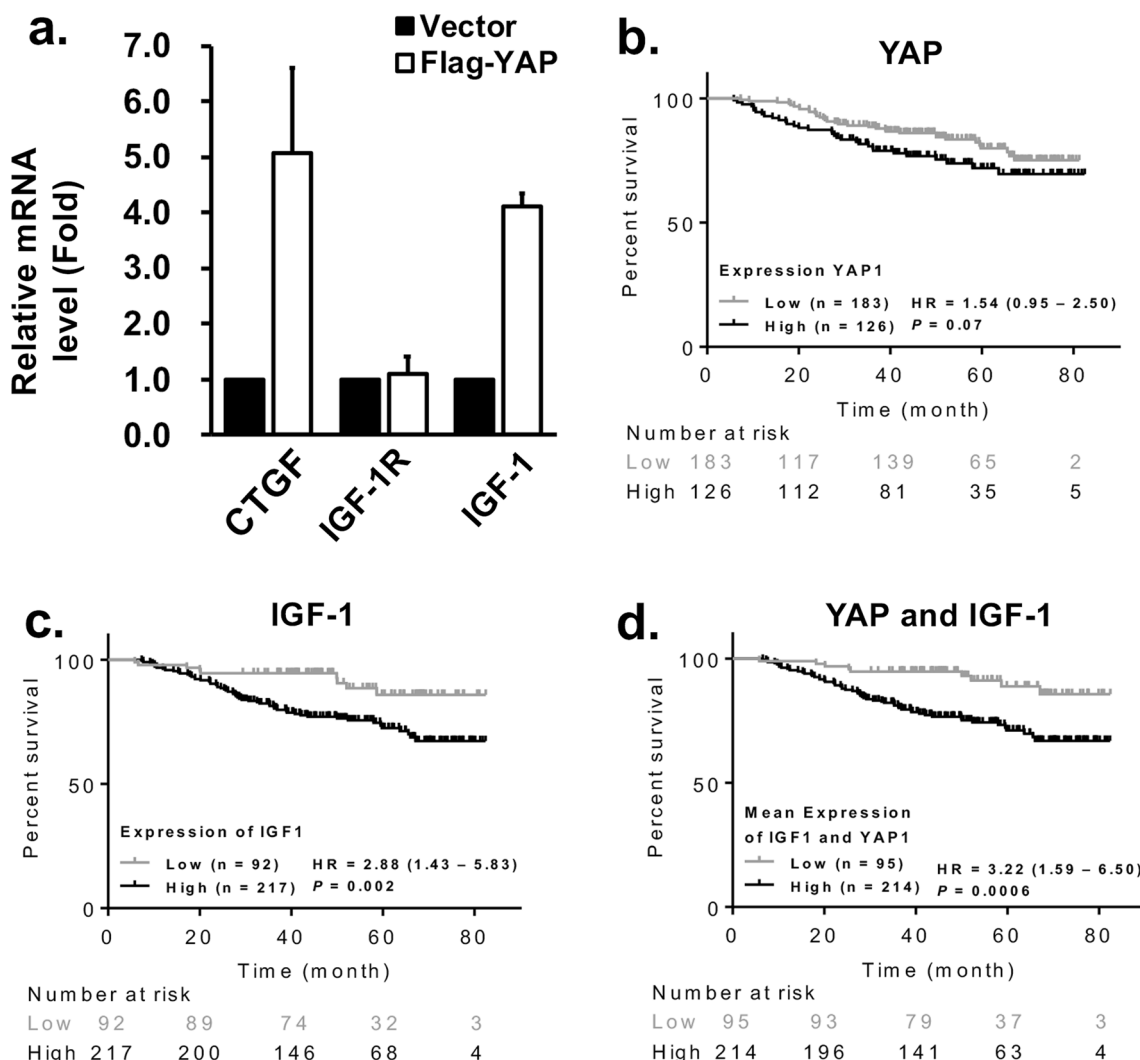 a.
Vector
Flag-YAP
Relative mRNA
level (Fold)
7.0
6.0
5.0
4.0
3.0
2.0
1.0
0.0
CTGF
IGF-1R
IGF-1
b.
YAP
Percent survival
100
50
0
Expression YAP1
Low (n = 183) HR = 1.54 (0.95 – 2.50)
High (n = 126) P = 0.07
0 20 40 60 80
Time (month)
Number at risk
Low 183 117 139 65 2
High 126 112 81 35 5
c.
IGF-1
Percent survival
100
50
0
Expression of IGF1
Low (n = 92) HR = 2.88 (1.43 – 5.83)
High (n = 217) P = 0.002
0 20 40 60 80
Time (month)
Number at risk
Low 92 89 74 32 3
High 217 200 146 68 4
d.
YAP and IGF-1
Percent survival
100
50
0
Mean Expression
of IGF1 and YAP1
Low (n = 95) HR = 3.22 (1.59 – 6.50)
High (n = 214) P = 0.0006
0 20 40 60 80
Time (month)
Number at risk
Low 95 93 79 37 3
High 214 196 141 63 4